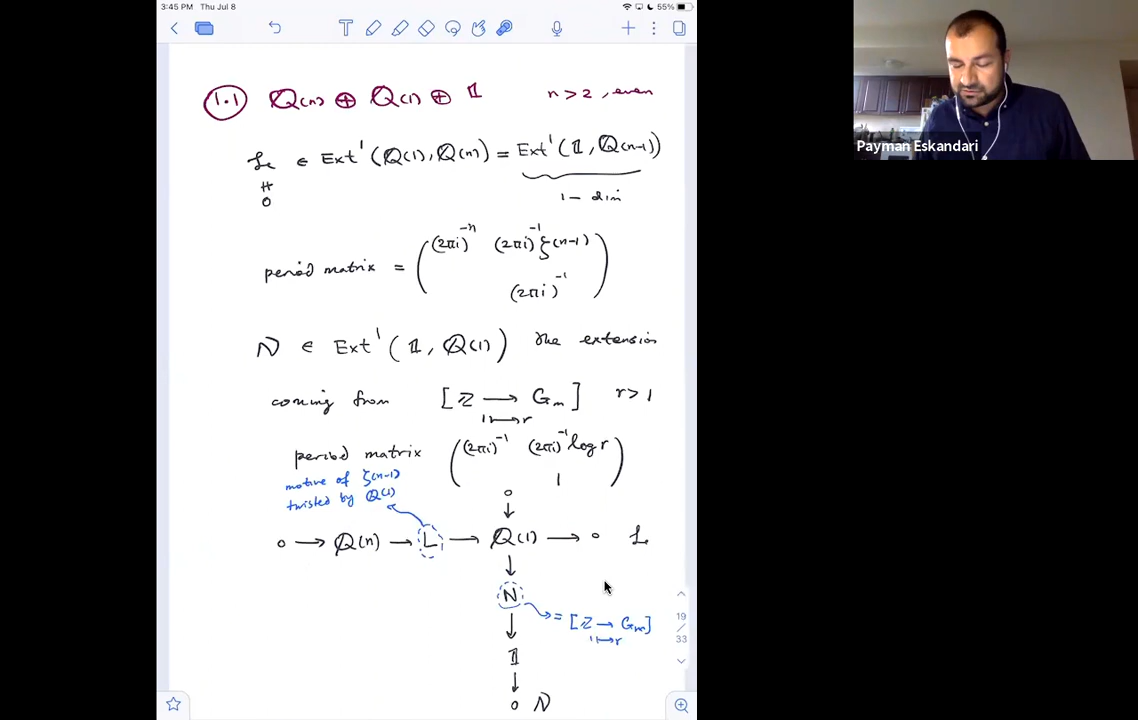 3:45 PM Thu Jul 8
55%
1.1 ℚ(n) ⊕ ℚ(1) ⊕ 𝟙 n > 2, even
ℒ ∈ Ext¹(ℚ(1), ℚ(n)) = Ext¹(𝟙, ℚ(n-1))
≠
0
1-dim
period matrix = ( (2πi)⁻ⁿ (2πi)⁻¹ζ(n-1)
(2πi)⁻¹ )
𝒩 ∈ Ext¹(𝟙, ℚ(1)) the extension
coming from [ℤ ⟶ G_m] r > 1
1 ⟼ r
period matrix ( (2πi)⁻¹ (2πi)⁻¹ log r
1 )
motive of ζ(n-1)
twisted by ℚ(1)
0
↓
0 ⟶ ℚ(n) ⟶ L ⟶ ℚ(1) ⟶ 0 ℒ
↓
N = [ℤ → G_m]
1 ⟼ r
↓
𝟙
↓
0 𝒩
19
/
33
Payman Eskandari